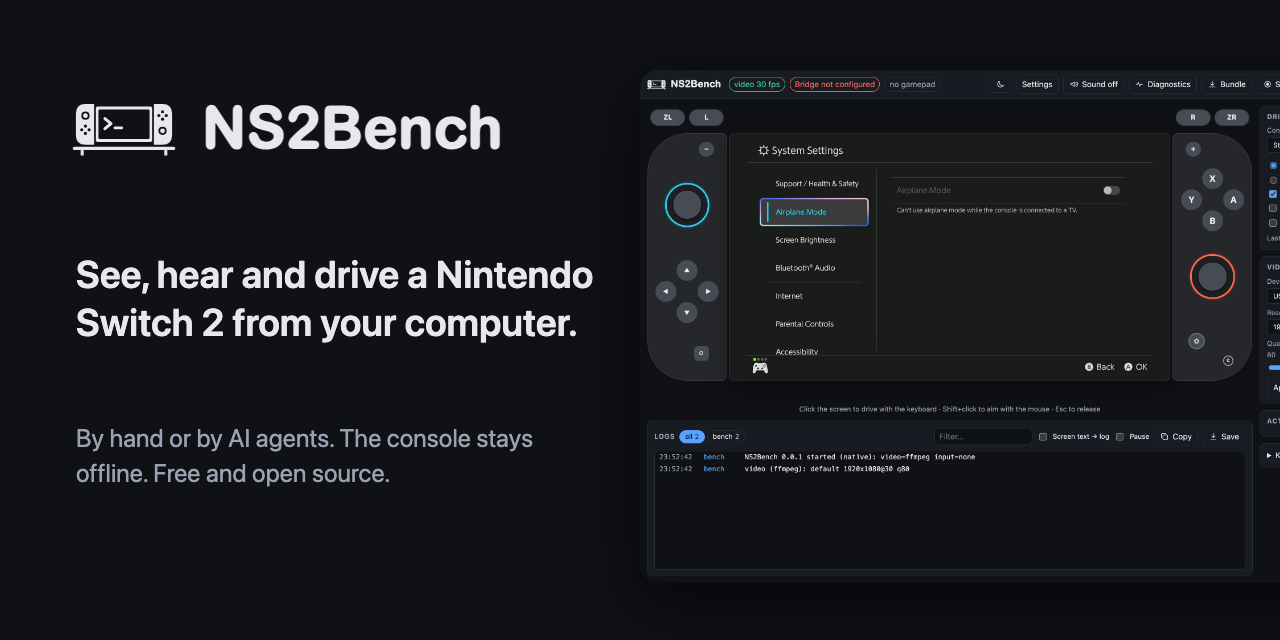 NS2Bench
See, hear and drive a Nintendo
Switch 2 from your computer.
By hand or by AI agents. The console stays
offline. Free and open source.
NS2Bench video 30 fps Bridge not configured no gamepad Settings Sound off Diagnostics Bundle
ZL L R ZR
System Settings
Support / Health & Safety
Airplane Mode
Screen Brightness
Bluetooth® Audio
Internet
Parental Controls
Accessibility
Airplane Mode
Can't use airplane mode while the console is connected to a TV.
B Back A OK
X
Y A
B
C
Click the screen to drive with the keyboard · Shift+click to aim with the mouse · Esc to release
LOGS all 2 bench 2 Filter... Screen text → log Pause Copy Save
23:52:42 bench NS2Bench 0.0.1 started (native): video=ffmpeg input=none
23:52:42 bench video (ffmpeg): default 1920x1080@30 q80
80